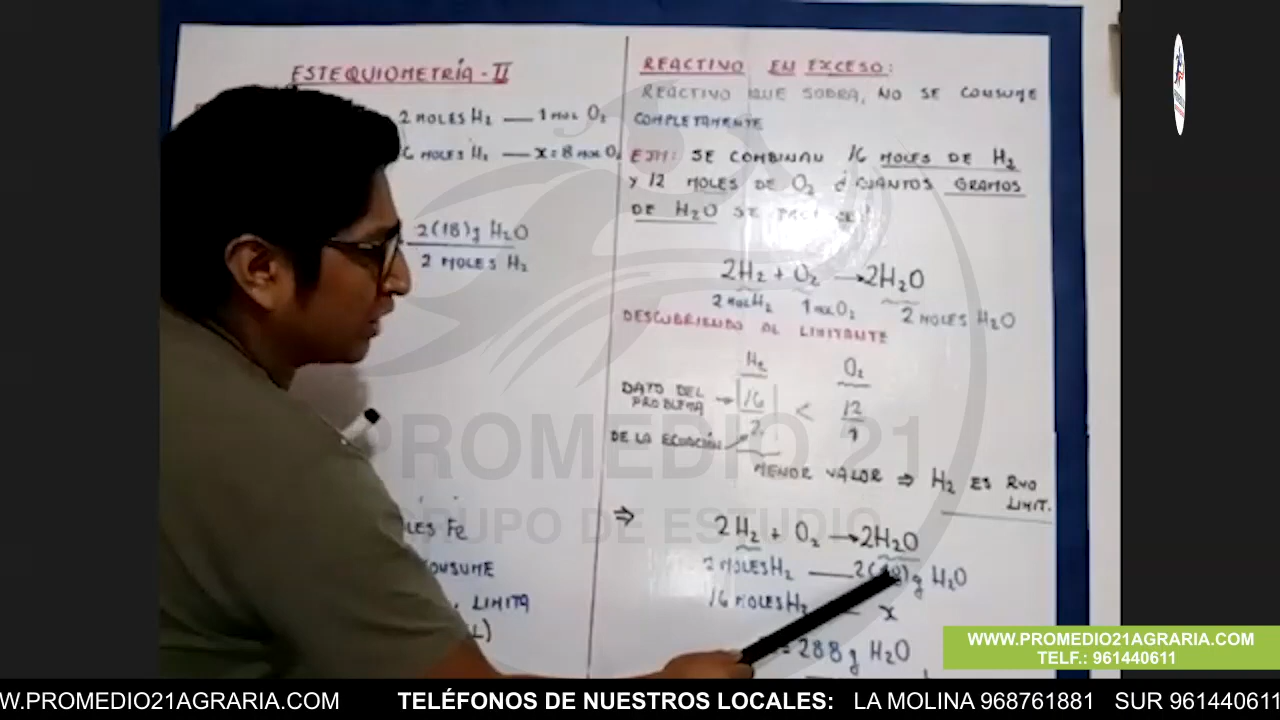 ESTEQUIOMETRÍA - II
2 MOLES H2 — 1 MOL O2
16 MOLES H2 — X = 8 MOL O2
2(18)g H2O
2 MOLES H2
LES Fe
CONSUME
LIMITA
REACTIVO EN EXCESO:
REACTIVO QUE SOBRA, NO SE CONSUME
COMPLETAMENTE
EJM: SE COMBINAN 16 MOLES DE H2
Y 12 MOLES DE O2 ¿CUANTOS GRAMOS
DE H2O SE
2H2 + O2 → 2H2O
2 MOL H2 1 MOL O2 2 MOLES H2O
DESCUBRIENDO AL LIMITANTE
H2 O2
DATO DEL
PROBLEMA → 16 < 12
DE LA ECUACIÓN 2 1
MENOR VALOR ⇒ H2 ES RVO
LIMIT.
⇒ 2H2 + O2 → 2H2O
2 MOLES H2 — 2(18)g H2O
16 MOLES H2 — X
= 288 g H2O
PROMEDIO 21
GRUPO DE ESTUDIO
WWW.PROMEDIO21AGRARIA.COM
TELF.: 961440611
W.PROMEDIO21AGRARIA.COM TELÉFONOS DE NUESTROS LOCALES: LA MOLINA 968761881 SUR 961440611